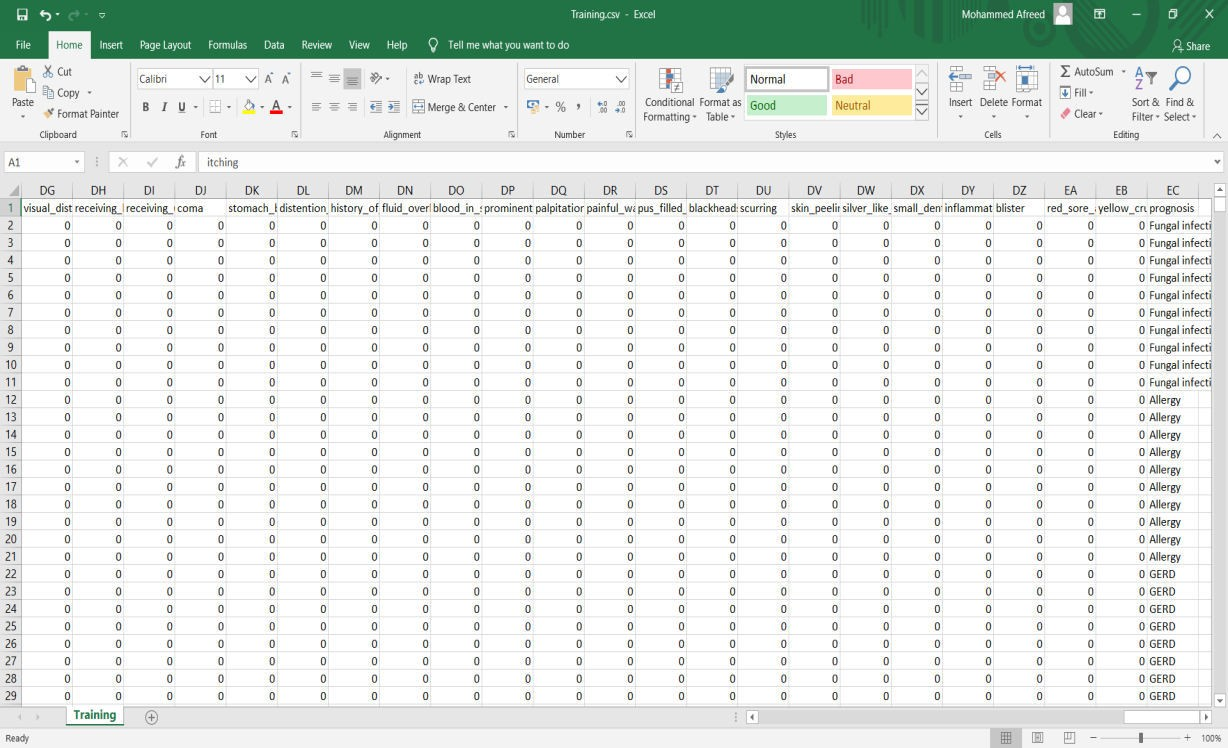 Training.csv - Excel
Mohammed Afreed
File Home Insert Page Layout Formulas Data Review View Help Tell me what you want to do Share
Paste Cut Copy Format Painter Clipboard
Calibri 11 B I U Font
Wrap Text Merge & Center Alignment
General % Number
Conditional Formatting Format as Table Normal Bad Good Neutral Styles
Insert Delete Format Cells
AutoSum Fill Clear Sort & Filter Find & Select Editing
A1 fx itching
DG DH DI DJ DK DL DM DN DO DP DQ DR DS DT DU DV DW DX DY DZ EA EB EC
1 visual_dist receiving_ receiving_ coma stomach_ distention_ history_of fluid_over blood_in_ prominent palpitation painful_wa pus_filled_ blackhead scurring skin_peelin silver_like_ small_den inflammat blister red_sore_ yellow_cru prognosis
2 0 0 0 0 0 0 0 0 0 0 0 0 0 0 0 0 0 0 0 0 0 0 Fungal infecti
3 0 0 0 0 0 0 0 0 0 0 0 0 0 0 0 0 0 0 0 0 0 0 Fungal infecti
4 0 0 0 0 0 0 0 0 0 0 0 0 0 0 0 0 0 0 0 0 0 0 Fungal infecti
5 0 0 0 0 0 0 0 0 0 0 0 0 0 0 0 0 0 0 0 0 0 0 Fungal infecti
6 0 0 0 0 0 0 0 0 0 0 0 0 0 0 0 0 0 0 0 0 0 0 Fungal infecti
7 0 0 0 0 0 0 0 0 0 0 0 0 0 0 0 0 0 0 0 0 0 0 Fungal infecti
8 0 0 0 0 0 0 0 0 0 0 0 0 0 0 0 0 0 0 0 0 0 0 Fungal infecti
9 0 0 0 0 0 0 0 0 0 0 0 0 0 0 0 0 0 0 0 0 0 0 Fungal infecti
10 0 0 0 0 0 0 0 0 0 0 0 0 0 0 0 0 0 0 0 0 0 0 Fungal infecti
11 0 0 0 0 0 0 0 0 0 0 0 0 0 0 0 0 0 0 0 0 0 0 Fungal infecti
12 0 0 0 0 0 0 0 0 0 0 0 0 0 0 0 0 0 0 0 0 0 0 Allergy
13 0 0 0 0 0 0 0 0 0 0 0 0 0 0 0 0 0 0 0 0 0 0 Allergy
14 0 0 0 0 0 0 0 0 0 0 0 0 0 0 0 0 0 0 0 0 0 0 Allergy
15 0 0 0 0 0 0 0 0 0 0 0 0 0 0 0 0 0 0 0 0 0 0 Allergy
16 0 0 0 0 0 0 0 0 0 0 0 0 0 0 0 0 0 0 0 0 0 0 Allergy
17 0 0 0 0 0 0 0 0 0 0 0 0 0 0 0 0 0 0 0 0 0 0 Allergy
18 0 0 0 0 0 0 0 0 0 0 0 0 0 0 0 0 0 0 0 0 0 0 Allergy
19 0 0 0 0 0 0 0 0 0 0 0 0 0 0 0 0 0 0 0 0 0 0 Allergy
20 0 0 0 0 0 0 0 0 0 0 0 0 0 0 0 0 0 0 0 0 0 0 Allergy
21 0 0 0 0 0 0 0 0 0 0 0 0 0 0 0 0 0 0 0 0 0 0 Allergy
22 0 0 0 0 0 0 0 0 0 0 0 0 0 0 0 0 0 0 0 0 0 0 GERD
23 0 0 0 0 0 0 0 0 0 0 0 0 0 0 0 0 0 0 0 0 0 0 GERD
24 0 0 0 0 0 0 0 0 0 0 0 0 0 0 0 0 0 0 0 0 0 0 GERD
25 0 0 0 0 0 0 0 0 0 0 0 0 0 0 0 0 0 0 0 0 0 0 GERD
26 0 0 0 0 0 0 0 0 0 0 0 0 0 0 0 0 0 0 0 0 0 0 GERD
27 0 0 0 0 0 0 0 0 0 0 0 0 0 0 0 0 0 0 0 0 0 0 GERD
28 0 0 0 0 0 0 0 0 0 0 0 0 0 0 0 0 0 0 0 0 0 0 GERD
29 0 0 0 0 0 0 0 0 0 0 0 0 0 0 0 0 0 0 0 0 0 0 GERD
Training
Ready 100%